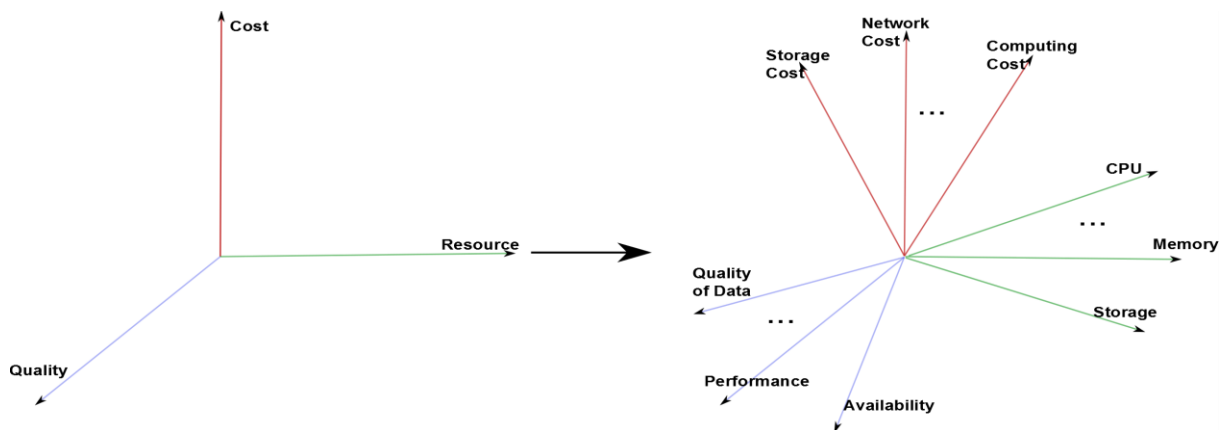 Cost
Resource
Quality
Network
Cost
Storage
Cost
Computing
Cost
...
CPU
...
Memory
Storage
Quality
of Data
...
Performance
Availability